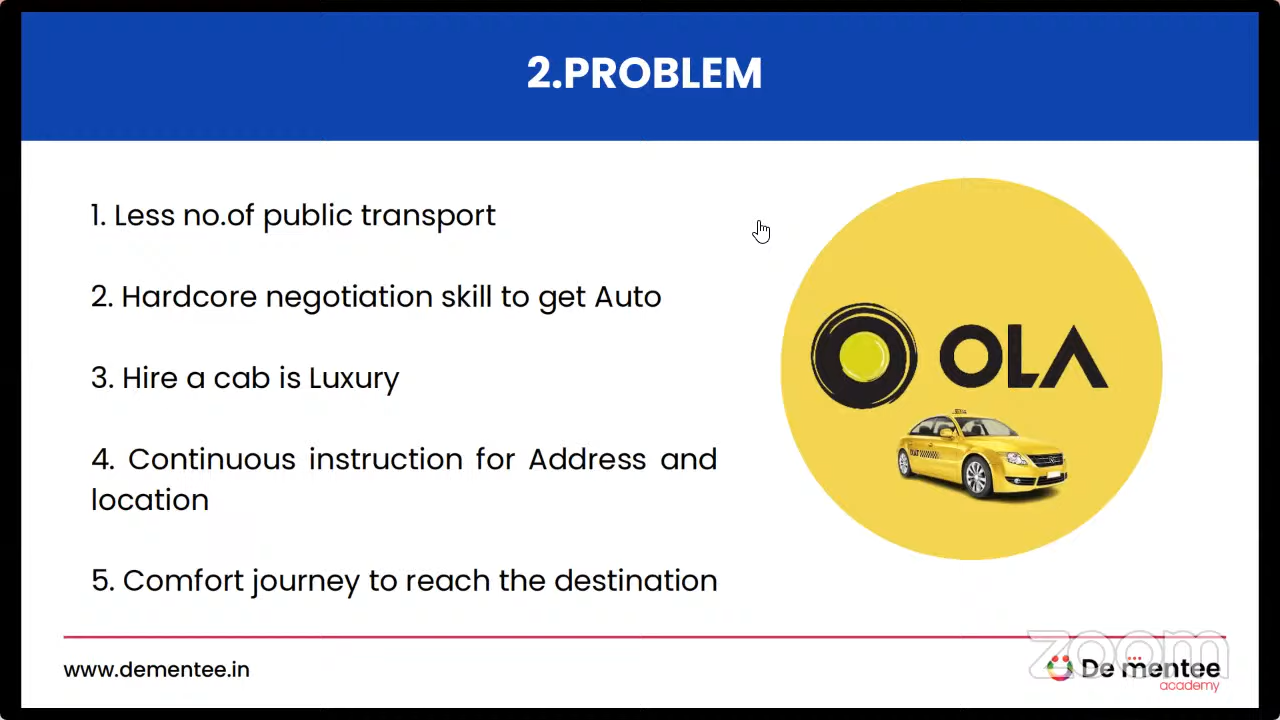 2.PROBLEM
1. Less no.of public transport
2. Hardcore negotiation skill to get Auto
3. Hire a cab is Luxury
4. Continuous instruction for Address and
location
5. Comfort journey to reach the destination
OLA
www.dementee.in
zoom
De mentee
academy